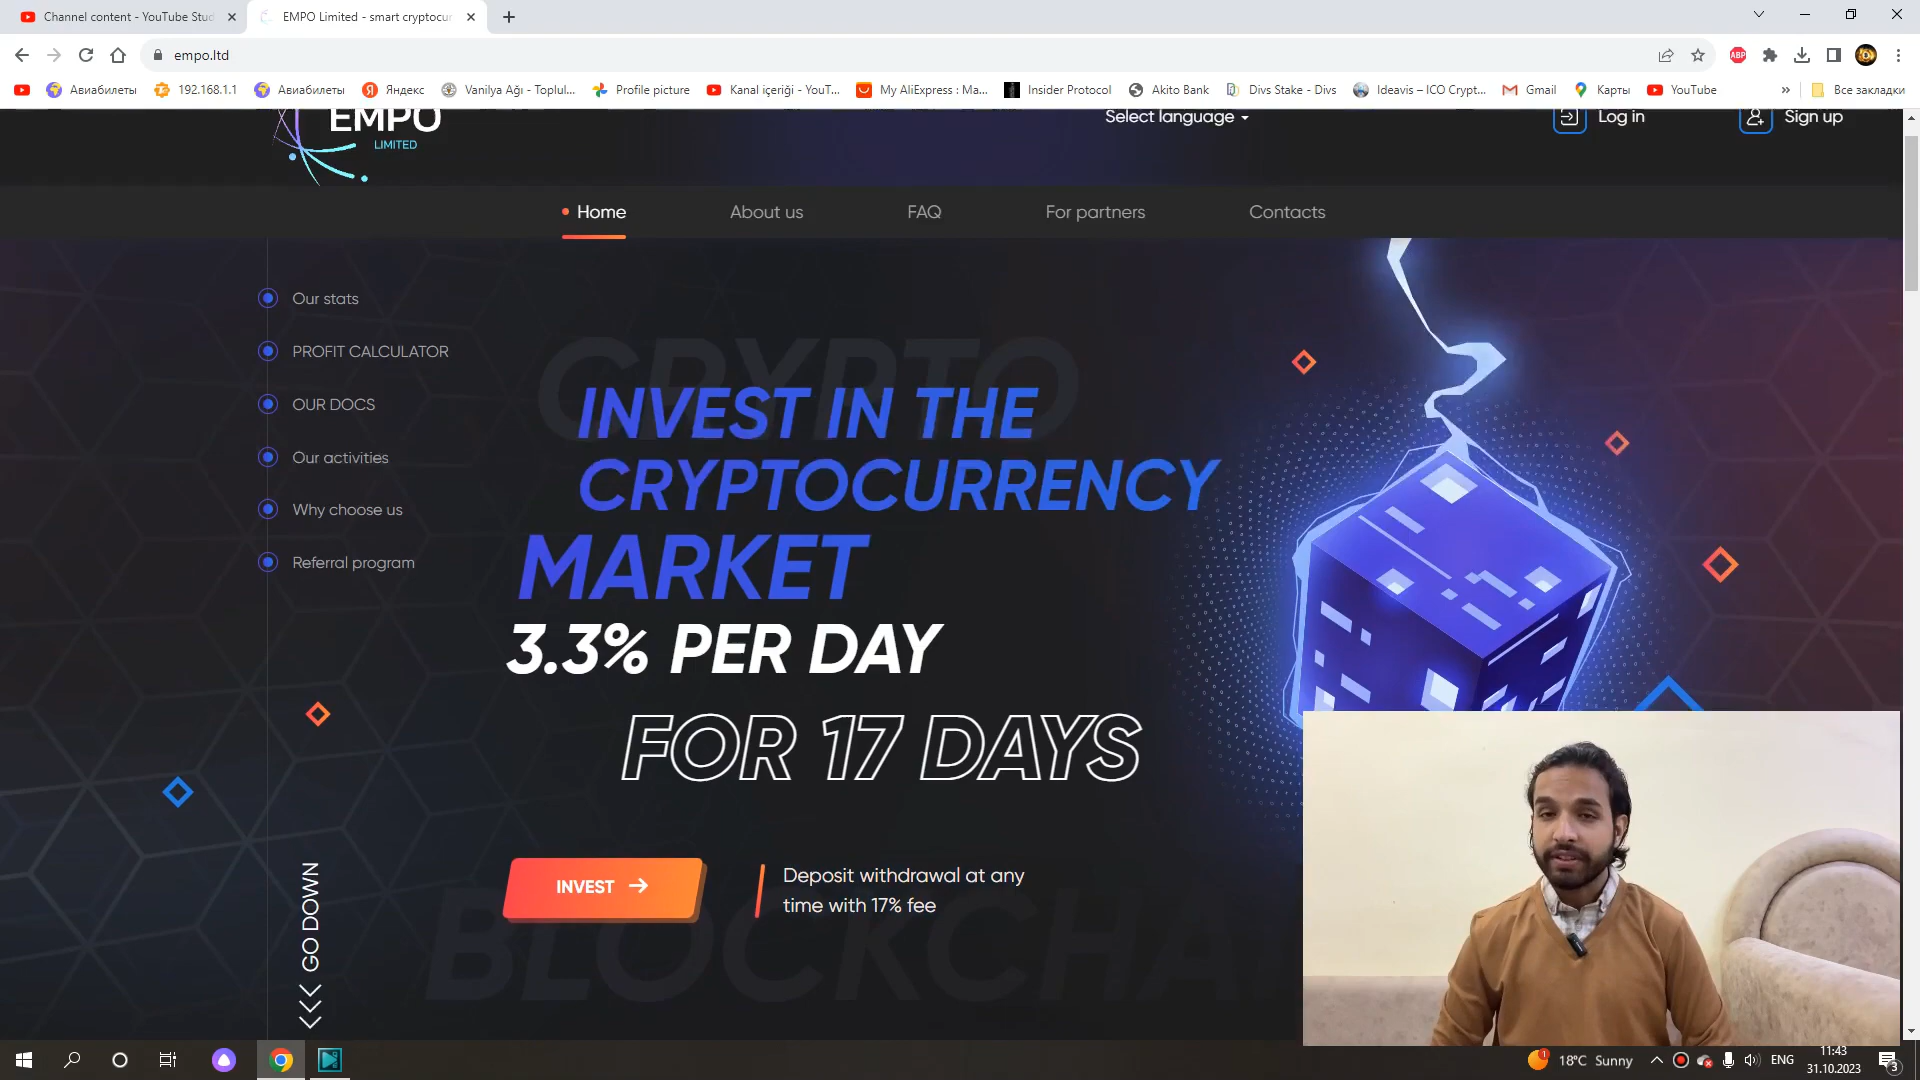 Channel content - YouTube Stud
EMPO Limited - smart cryptocur
empo.ltd
ABP
Авиабилеты
192.168.1.1
Авиабилеты
Яндекс
Vanilya Ağı - Toplul...
Profile picture
Kanal içeriği - YouT...
My AliExpress : Ma...
Insider Protocol
Akito Bank
Divs Stake - Divs
Ideavis – ICO Crypt...
Gmail
Карты
YouTube
»
Все закладки
EMPO
LIMITED
Select language
Log in
Sign up
Home
About us
FAQ
For partners
Contacts
Our stats
PROFIT CALCULATOR
OUR DOCS
Our activities
Why choose us
Referral program
CRYPTO
INVEST IN THE
CRYPTOCURRENCY
MARKET
3.3% PER DAY
FOR 17 DAYS
INVEST
Deposit withdrawal at any
time with 17% fee
GO DOWN
1
18°C Sunny
ENG
11:43
31.10.2023
3